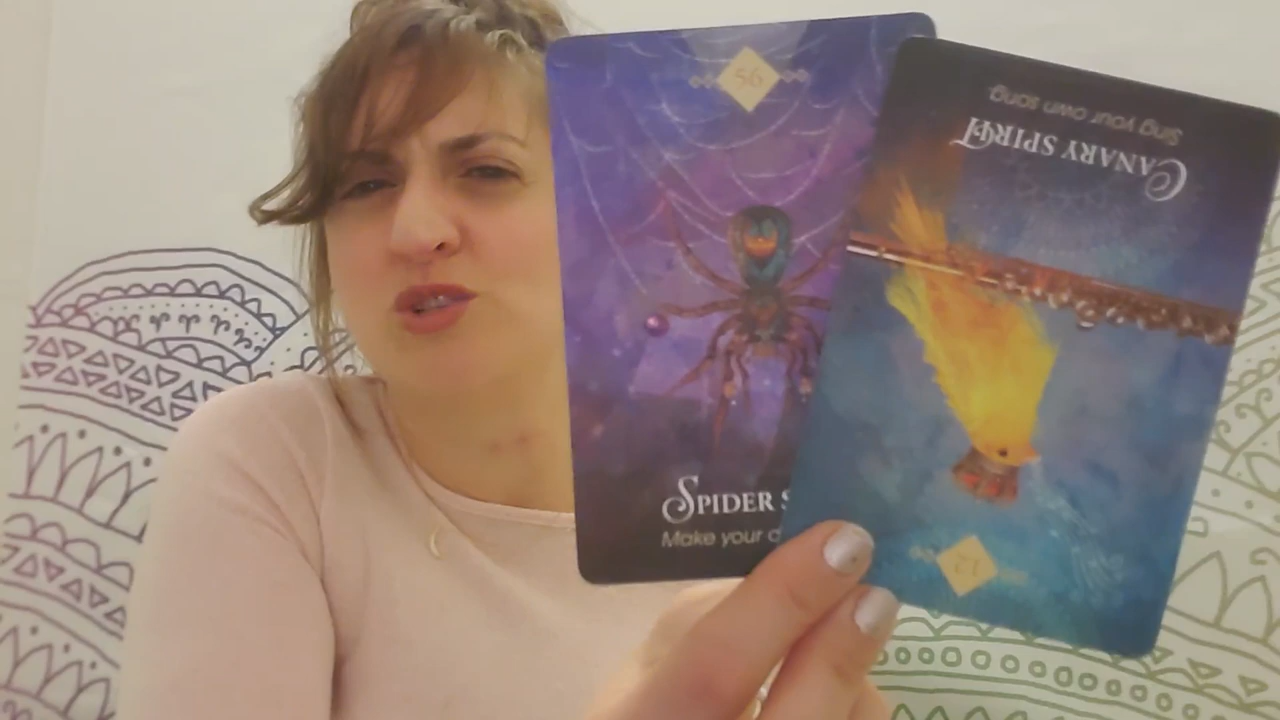 56
SPIDER
Make your
12
CANARY SPIRIT
Sing your own song.